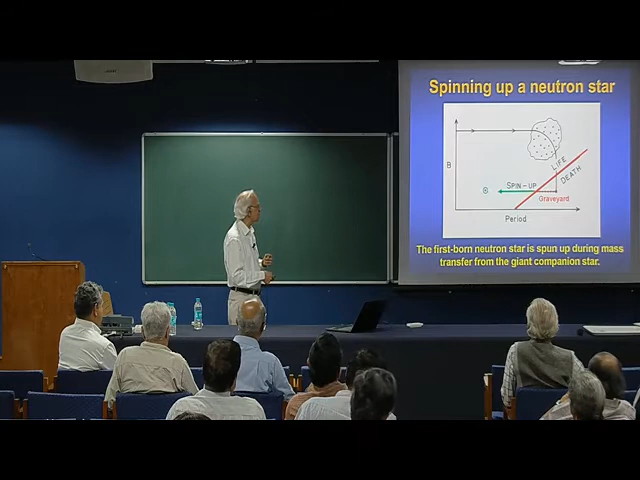 Spinning up a neutron star
B
LIFE
DEATH
SPIN-UP
Graveyard
Period
The first-born neutron star is spun up during mass
transfer from the giant companion star.